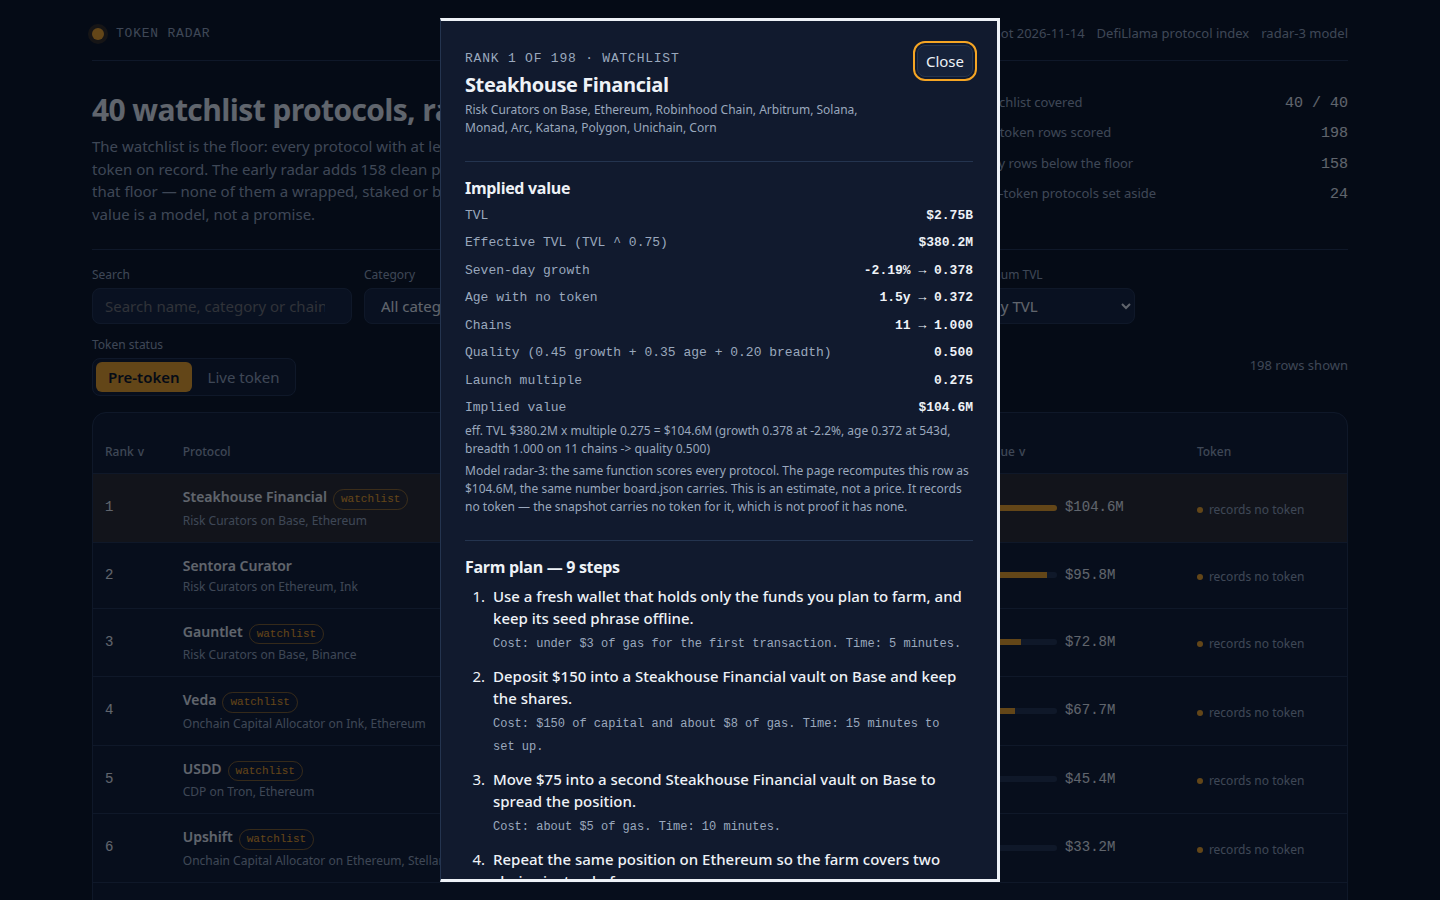 TOKEN RADAR
ot 2026-11-14 DefiLlama protocol index radar-3 model
40 watchlist protocols, ra
The watchlist is the floor: every protocol with at le
token on record. The early radar adds 158 clean p
that floor — none of them a wrapped, staked or b
value is a model, not a promise.
chlist covered 40 / 40
token rows scored 198
y rows below the floor 158
-token protocols set aside 24
Search
Category
um TVL
Search name, category or chain
All categ
y TVL
Token status
Pre-token Live token
198 rows shown
Rank v Protocol
ue v Token
1 Steakhouse Financial watchlist
Risk Curators on Base, Ethereum
$104.6M records no token
2 Sentora Curator
Risk Curators on Ethereum, Ink
$95.8M records no token
3 Gauntlet watchlist
Risk Curators on Base, Binance
$72.8M records no token
4 Veda watchlist
Onchain Capital Allocator on Ink, Ethereum
$67.7M records no token
5 USDD watchlist
CDP on Tron, Ethereum
$45.4M records no token
6 Upshift watchlist
Onchain Capital Allocator on Ethereum, Stella
$33.2M records no token
RANK 1 OF 198 · WATCHLIST
Close
Steakhouse Financial
Risk Curators on Base, Ethereum, Robinhood Chain, Arbitrum, Solana,
Monad, Arc, Katana, Polygon, Unichain, Corn
Implied value
TVL $2.75B
Effective TVL (TVL ^ 0.75) $380.2M
Seven-day growth -2.19% → 0.378
Age with no token 1.5y → 0.372
Chains 11 → 1.000
Quality (0.45 growth + 0.35 age + 0.20 breadth) 0.500
Launch multiple 0.275
Implied value $104.6M
eff. TVL $380.2M x multiple 0.275 = $104.6M (growth 0.378 at -2.2%, age 0.372 at 543d,
breadth 1.000 on 11 chains -> quality 0.500)
Model radar-3: the same function scores every protocol. The page recomputes this row as
$104.6M, the same number board.json carries. This is an estimate, not a price. It records
no token — the snapshot carries no token for it, which is not proof it has none.
Farm plan — 9 steps
1. Use a fresh wallet that holds only the funds you plan to farm, and
keep its seed phrase offline.
Cost: under $3 of gas for the first transaction. Time: 5 minutes.
2. Deposit $150 into a Steakhouse Financial vault on Base and keep
the shares.
Cost: $150 of capital and about $8 of gas. Time: 15 minutes to
set up.
3. Move $75 into a second Steakhouse Financial vault on Base to
spread the position.
Cost: about $5 of gas. Time: 10 minutes.
4. Repeat the same position on Ethereum so the farm covers two